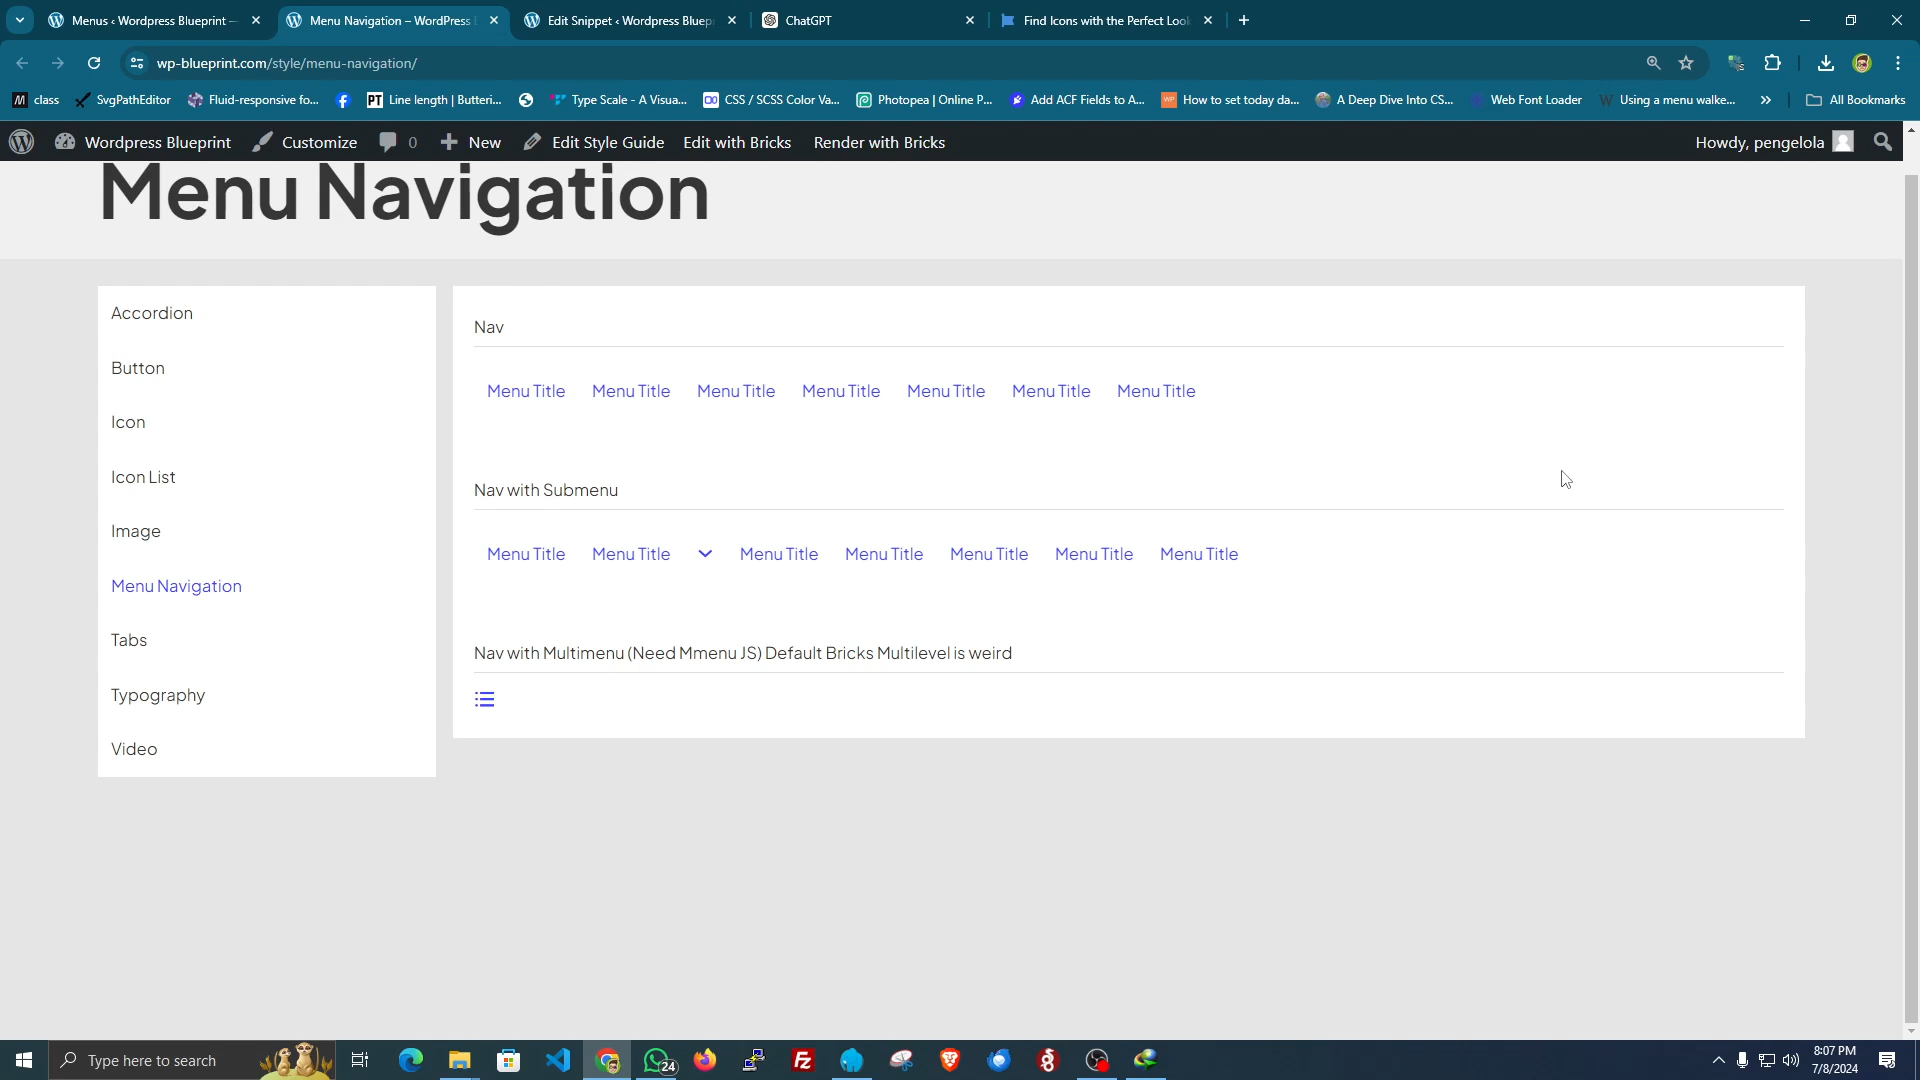 Menus ‹ Wordpress Blueprint —
Menu Navigation – WordPress
Edit Snippet ‹ Wordpress Bluep
ChatGPT
Find Icons with the Perfect Look
wp-blueprint.com/style/menu-navigation/
class
SvgPathEditor
Fluid-responsive fo...
PT
Line length | Butteri...
Type Scale - A Visua...
CSS / SCSS Color Va...
Photopea | Online P...
Add ACF Fields to A...
WP
How to set today da...
A Deep Dive Into CS...
Web Font Loader
Using a menu walke...
»
All Bookmarks
Wordpress Blueprint
Customize
0
New
Edit Style Guide
Edit with Bricks
Render with Bricks
Howdy, pengelola
Menu Navigation
Accordion
Button
Icon
Icon List
Image
Menu Navigation
Tabs
Typography
Video
Nav
Menu Title Menu Title Menu Title Menu Title Menu Title Menu Title Menu Title
Nav with Submenu
Menu Title Menu Title Menu Title Menu Title Menu Title Menu Title Menu Title
Nav with Multimenu (Need Mmenu JS) Default Bricks Multilevel is weird
Type here to search
24
Fz
8:07 PM
7/8/2024